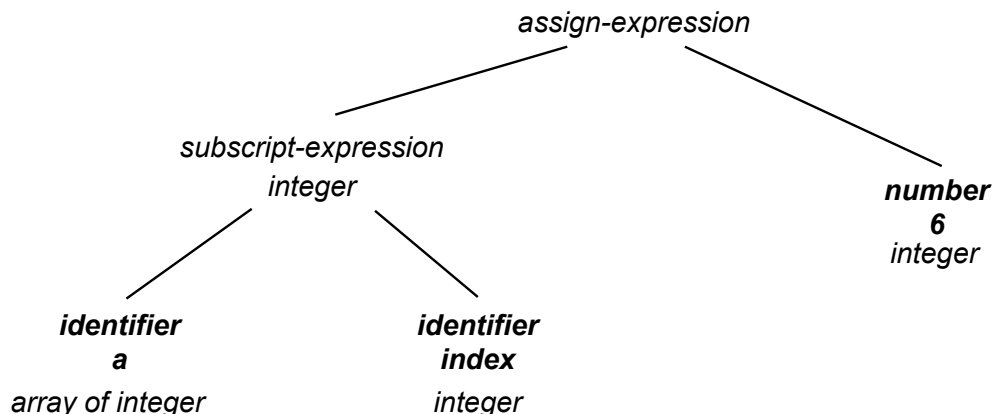 assign-expression
subscript-expression
integer
number
6
integer
identifier
a
array of integer
identifier
index
integer